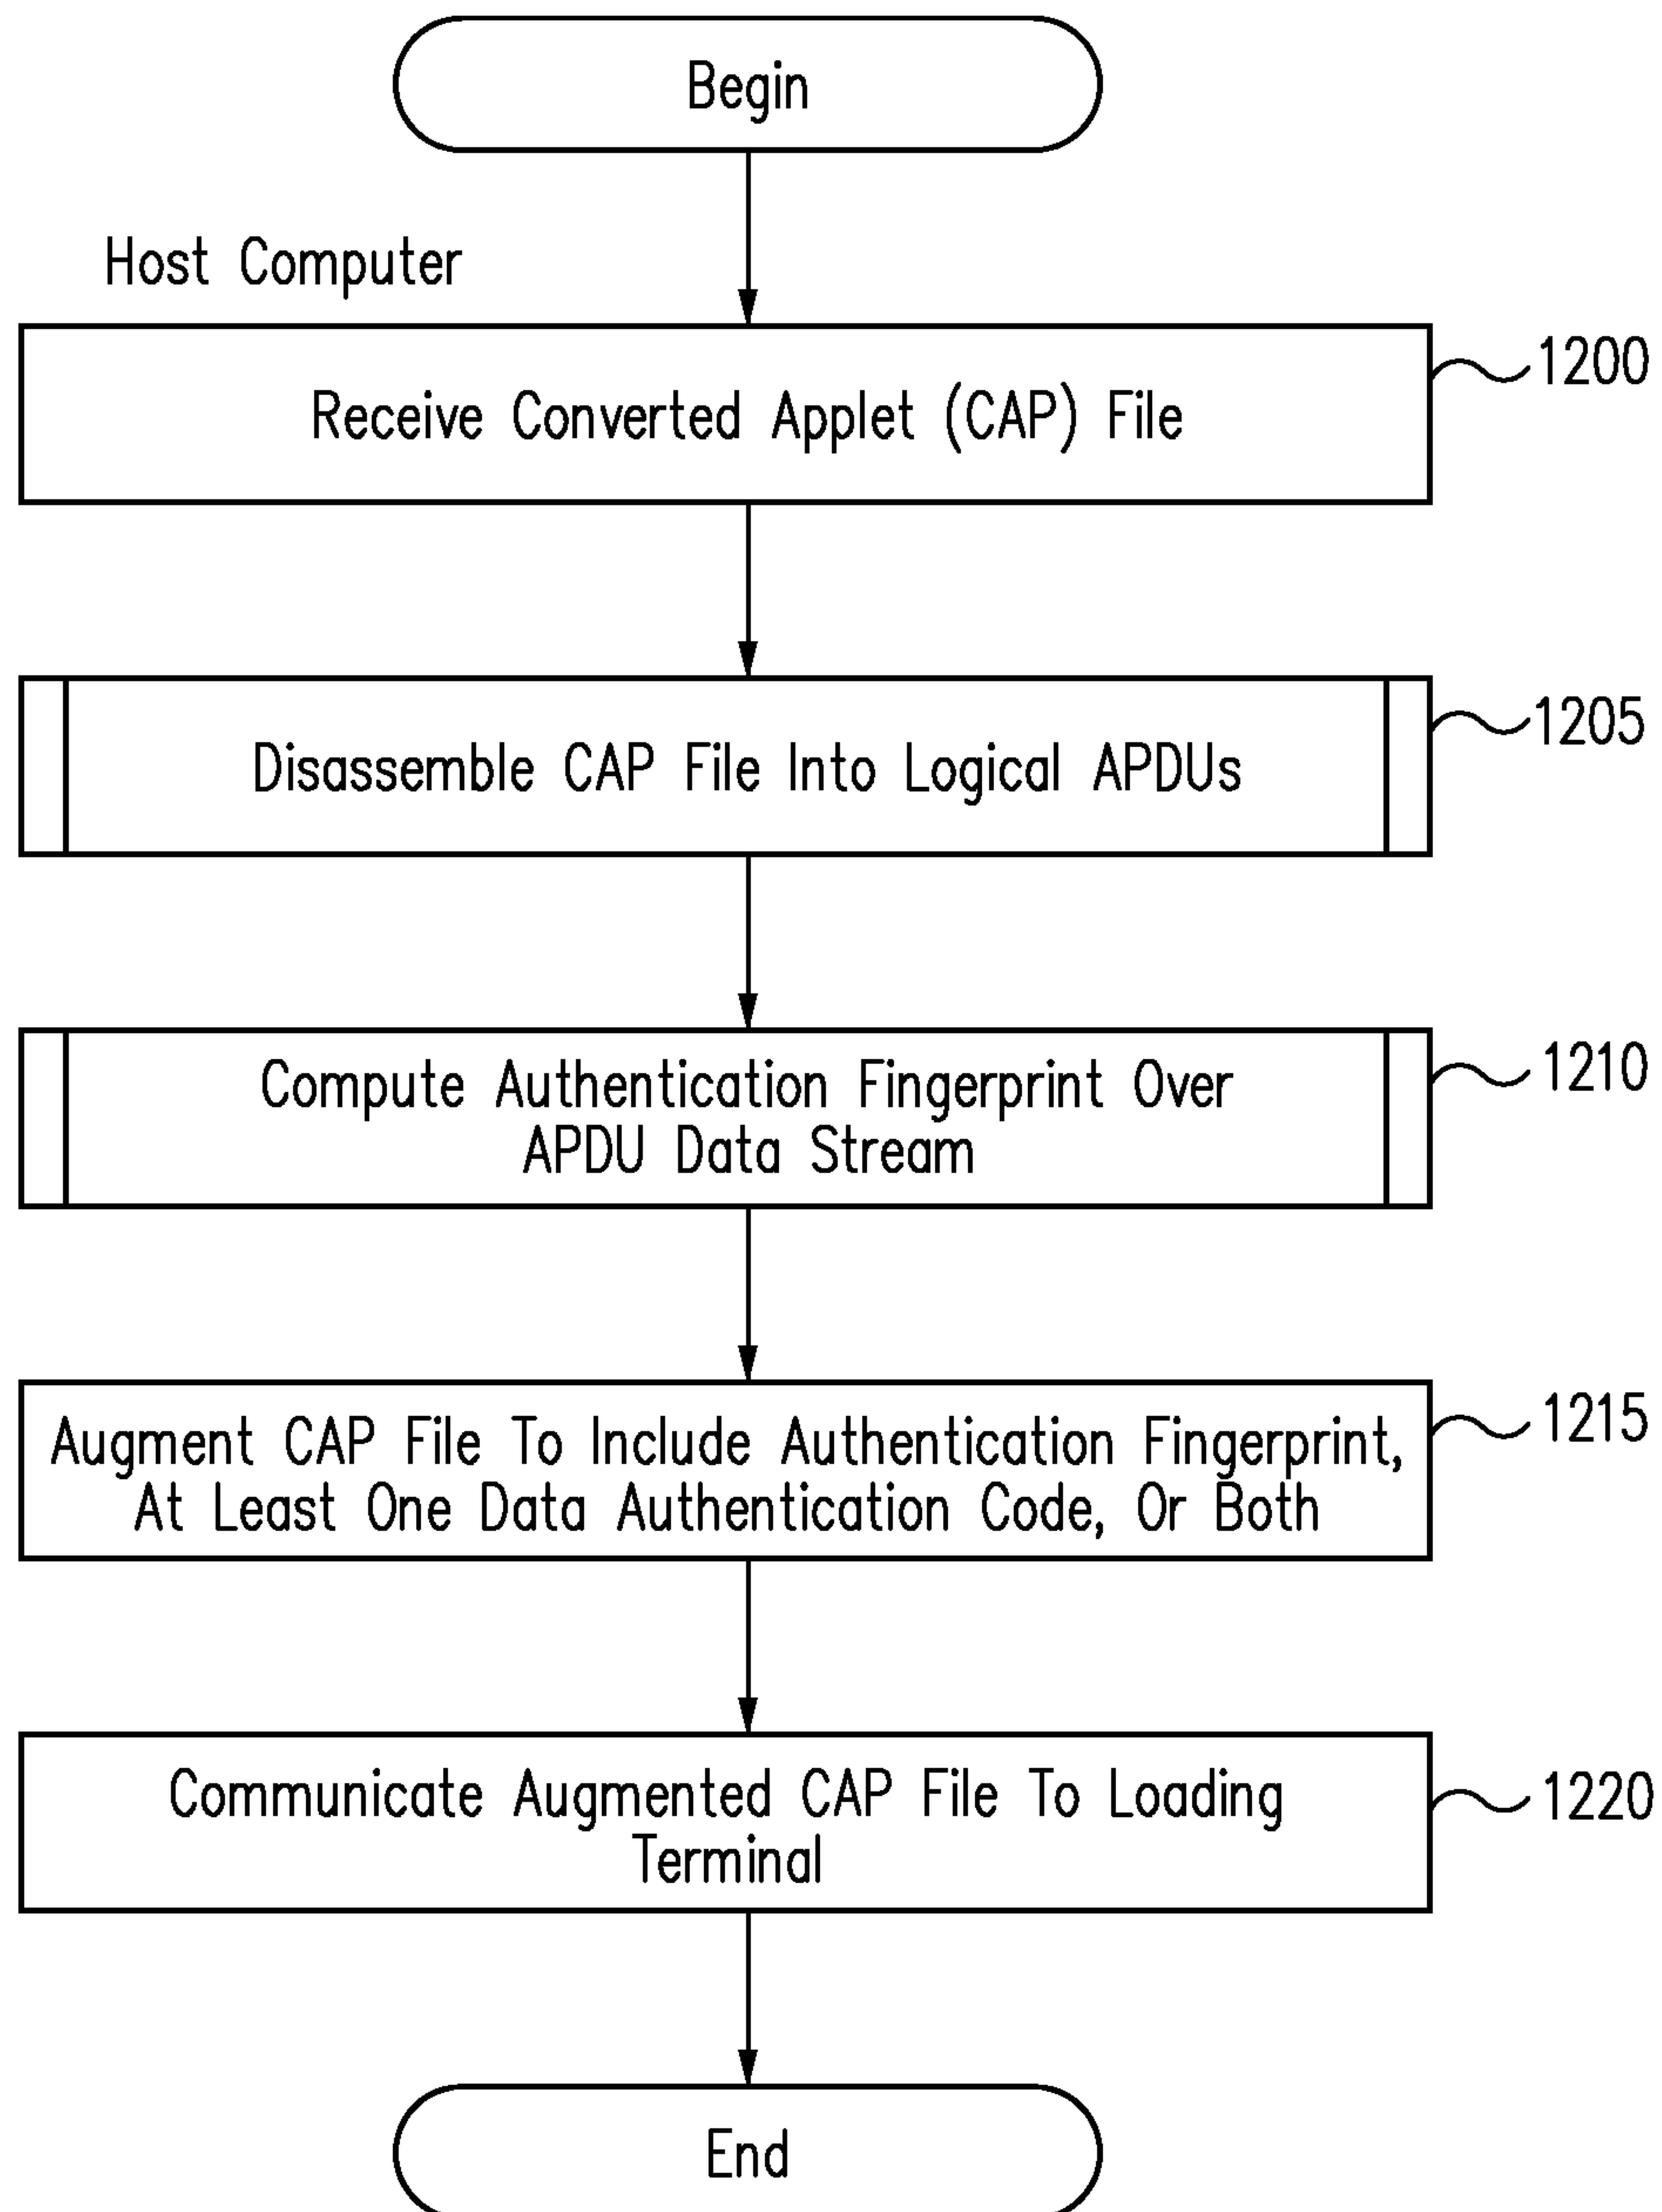 Begin
Host Computer
Receive Converted Applet (CAP) File
1200
Disassemble CAP File Into Logical APDUs
1205
Compute Authentication Fingerprint Over
APDU Data Stream
1210
Augment CAP File To Include Authentication Fingerprint,
At Least One Data Authentication Code, Or Both
1215
Communicate Augmented CAP File To Loading
Terminal
1220
End